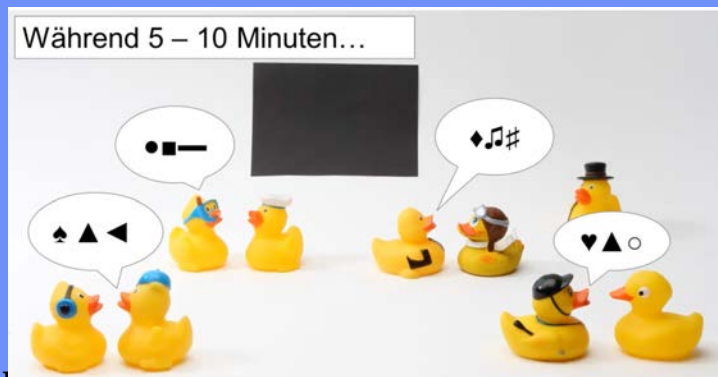 Während 5 – 10 Minuten…
●■━
♦♫♯
♠▲◄
♥▲○